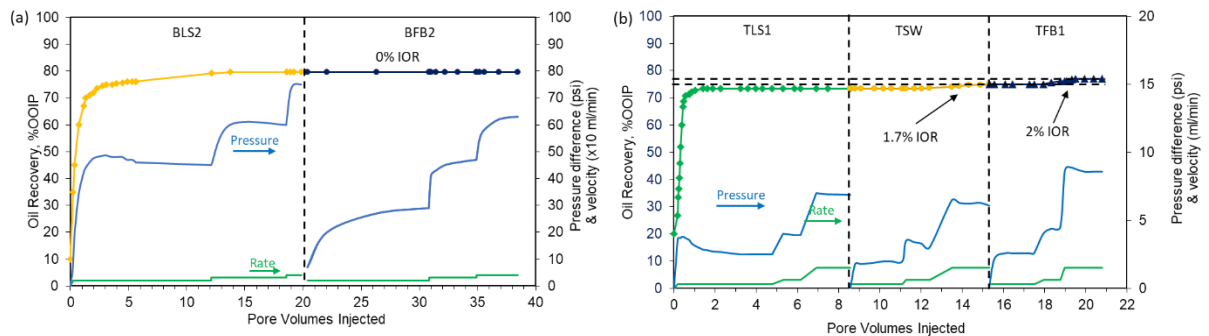 (a)
BLS2
BFB2
0% IOR
Pressure
Rate
100
90
80
70
60
50
40
30
20
10
0
Oil Recovery, %OOIP
0
5
10
15
20
25
30
35
40
Pore Volumes Injected
100
90
80
70
60
50
40
30
20
10
0
Pressure difference (psi)
& velocity (x10 ml/min)
(b)
TLS1
TSW
TFB1
1.7% IOR
2% IOR
Pressure
Rate
100
90
80
70
60
50
40
30
20
10
0
Oil Recovery, %OOIP
0
2
4
6
8
10
12
14
16
18
20
22
Pore Volumes Injected
20
15
10
5
0
Pressure difference (psi)
& velocity (ml/min)